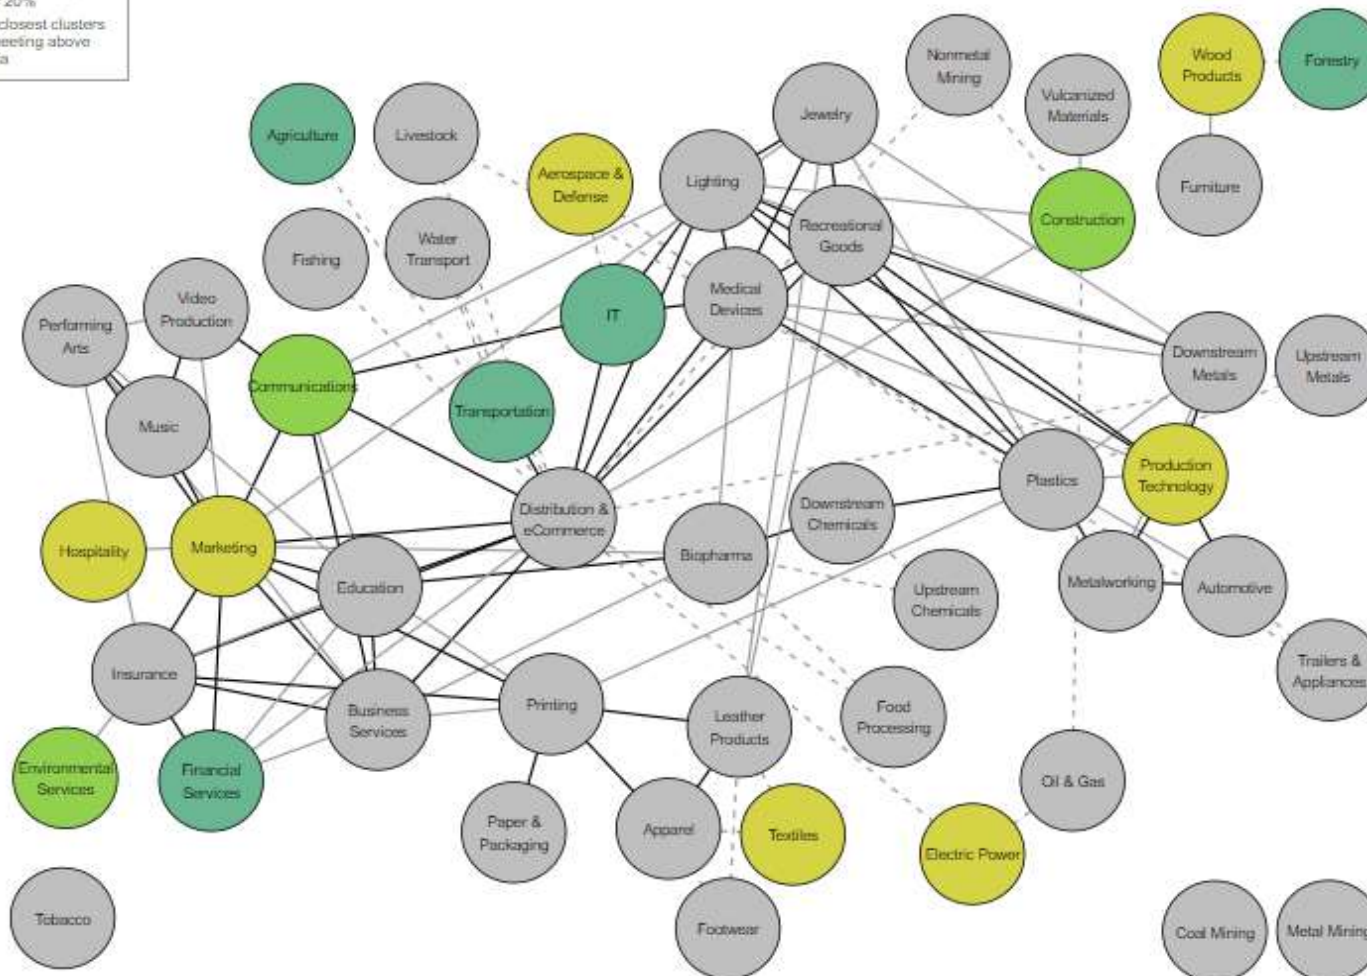 20%
closest clusters
eeting above
a
Nonmetal
Mining
Wood
Products
Forestry
Jewelry
Vulcanized
Materials
Agriculture
Livestock
Aerospace &
Defense
Lighting
Furniture
Construction
Recreational
Goods
Water
Transport
Fishing
Video
Production
Medical
Devices
IT
Performing
Arts
Downstream
Metals
Upstream
Metals
Communications
Transportation
Music
Production
Technology
Plastics
Distribution &
eCommerce
Downstream
Chemicals
Hospitality
Marketing
Biopharma
Education
Metalworking
Automotive
Upstream
Chemicals
Insurance
Trailers &
Appliances
Printing
Business
Services
Leather
Products
Food
Processing
Environmental
Services
Financial
Services
Oil & Gas
Paper &
Packaging
Apparel
Textiles
Electric Power
Tobacco
Footwear
Coal Mining
Metal Mining